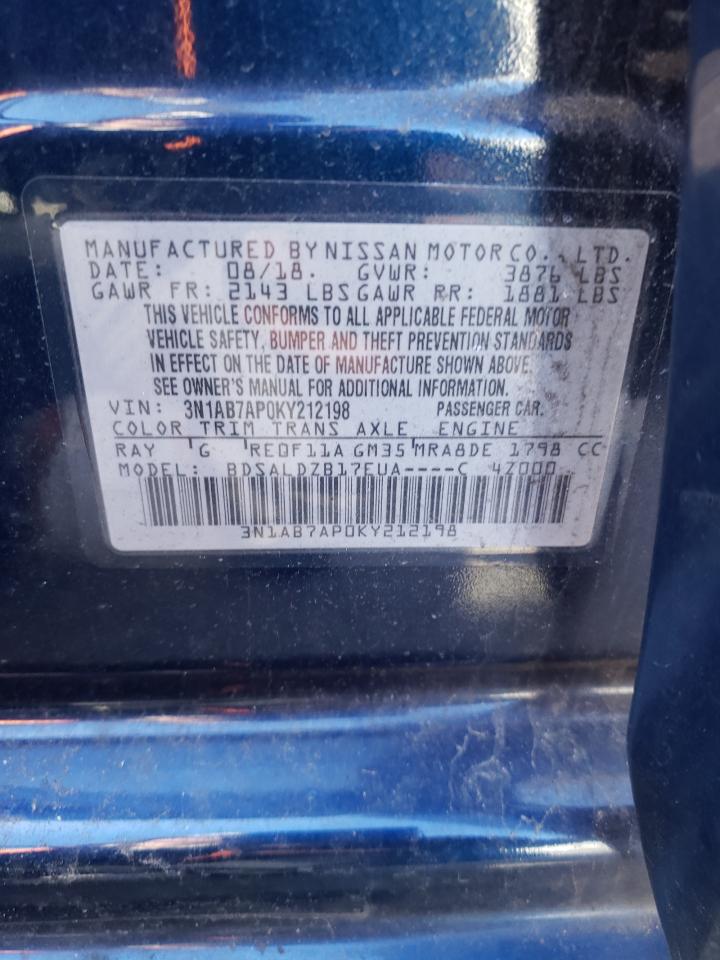 MANUFACTURED BY NISSAN MOTOR CO., LTD.
DATE: 08/18. GVWR: 3876 LBS
GAWR FR: 2143 LBS GAWR RR: 1881 LBS
THIS VEHICLE CONFORMS TO ALL APPLICABLE FEDERAL MOTOR
VEHICLE SAFETY, BUMPER AND THEFT PREVENTION STANDARDS
IN EFFECT ON THE DATE OF MANUFACTURE SHOWN ABOVE.
SEE OWNER'S MANUAL FOR ADDITIONAL INFORMATION.
VIN: 3N1AB7AP0KY212198 PASSENGER CAR.
COLOR TRIM TRANS AXLE ENGINE
RAY G RE0F11A GM35 MRA8DE 1798 CC
MODEL: BDSALDZB17EUA----C 4Z000
3N1AB7AP0KY212198